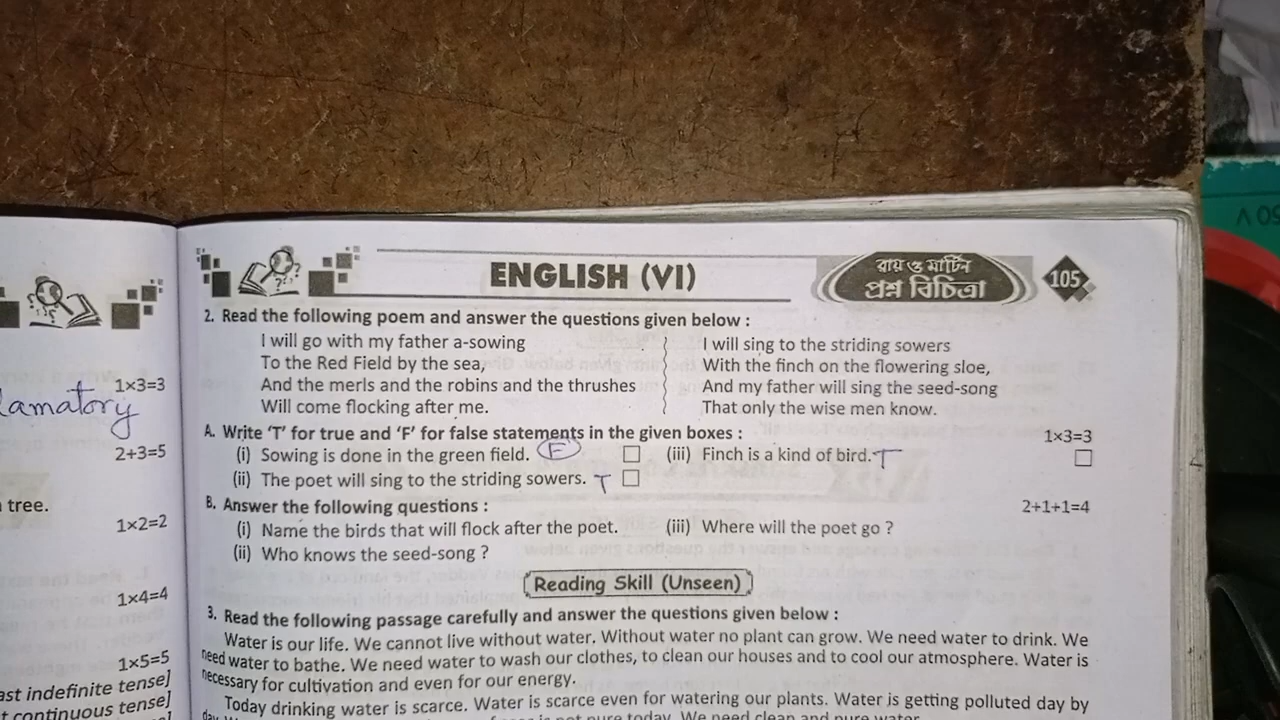 ENGLISH (VI)
রায় ও মার্টিন
প্রশ্ন বিচিত্রা
105
2. Read the following poem and answer the questions given below :
I will go with my father a-sowing
To the Red Field by the sea,
And the merls and the robins and the thrushes
Will come flocking after me.
I will sing to the striding sowers
With the finch on the flowering sloe,
And my father will sing the seed-song
That only the wise men know.
A. Write ‘T’ for true and ‘F’ for false statements in the given boxes : 1×3=3
(i) Sowing is done in the green field. F (iii) Finch is a kind of bird. T
(ii) The poet will sing to the striding sowers. T
B. Answer the following questions : 2+1+1=4
(i) Name the birds that will flock after the poet. (iii) Where will the poet go ?
(ii) Who knows the seed-song ?
Reading Skill (Unseen)
3. Read the following passage carefully and answer the questions given below :
Water is our life. We cannot live without water. Without water no plant can grow. We need water to drink. We
need water to bathe. We need water to wash our clothes, to clean our houses and to cool our atmosphere. Water is
necessary for cultivation and even for our energy.
Today drinking water is scarce. Water is scarce even for watering our plants. Water is getting polluted day by
is not pure today. We need clean and pure water
1×3=3
lamatory
2+3=5
tree.
1×2=2
1×4=4
1×5=5
ast indefinite tense]
t continuous tense]